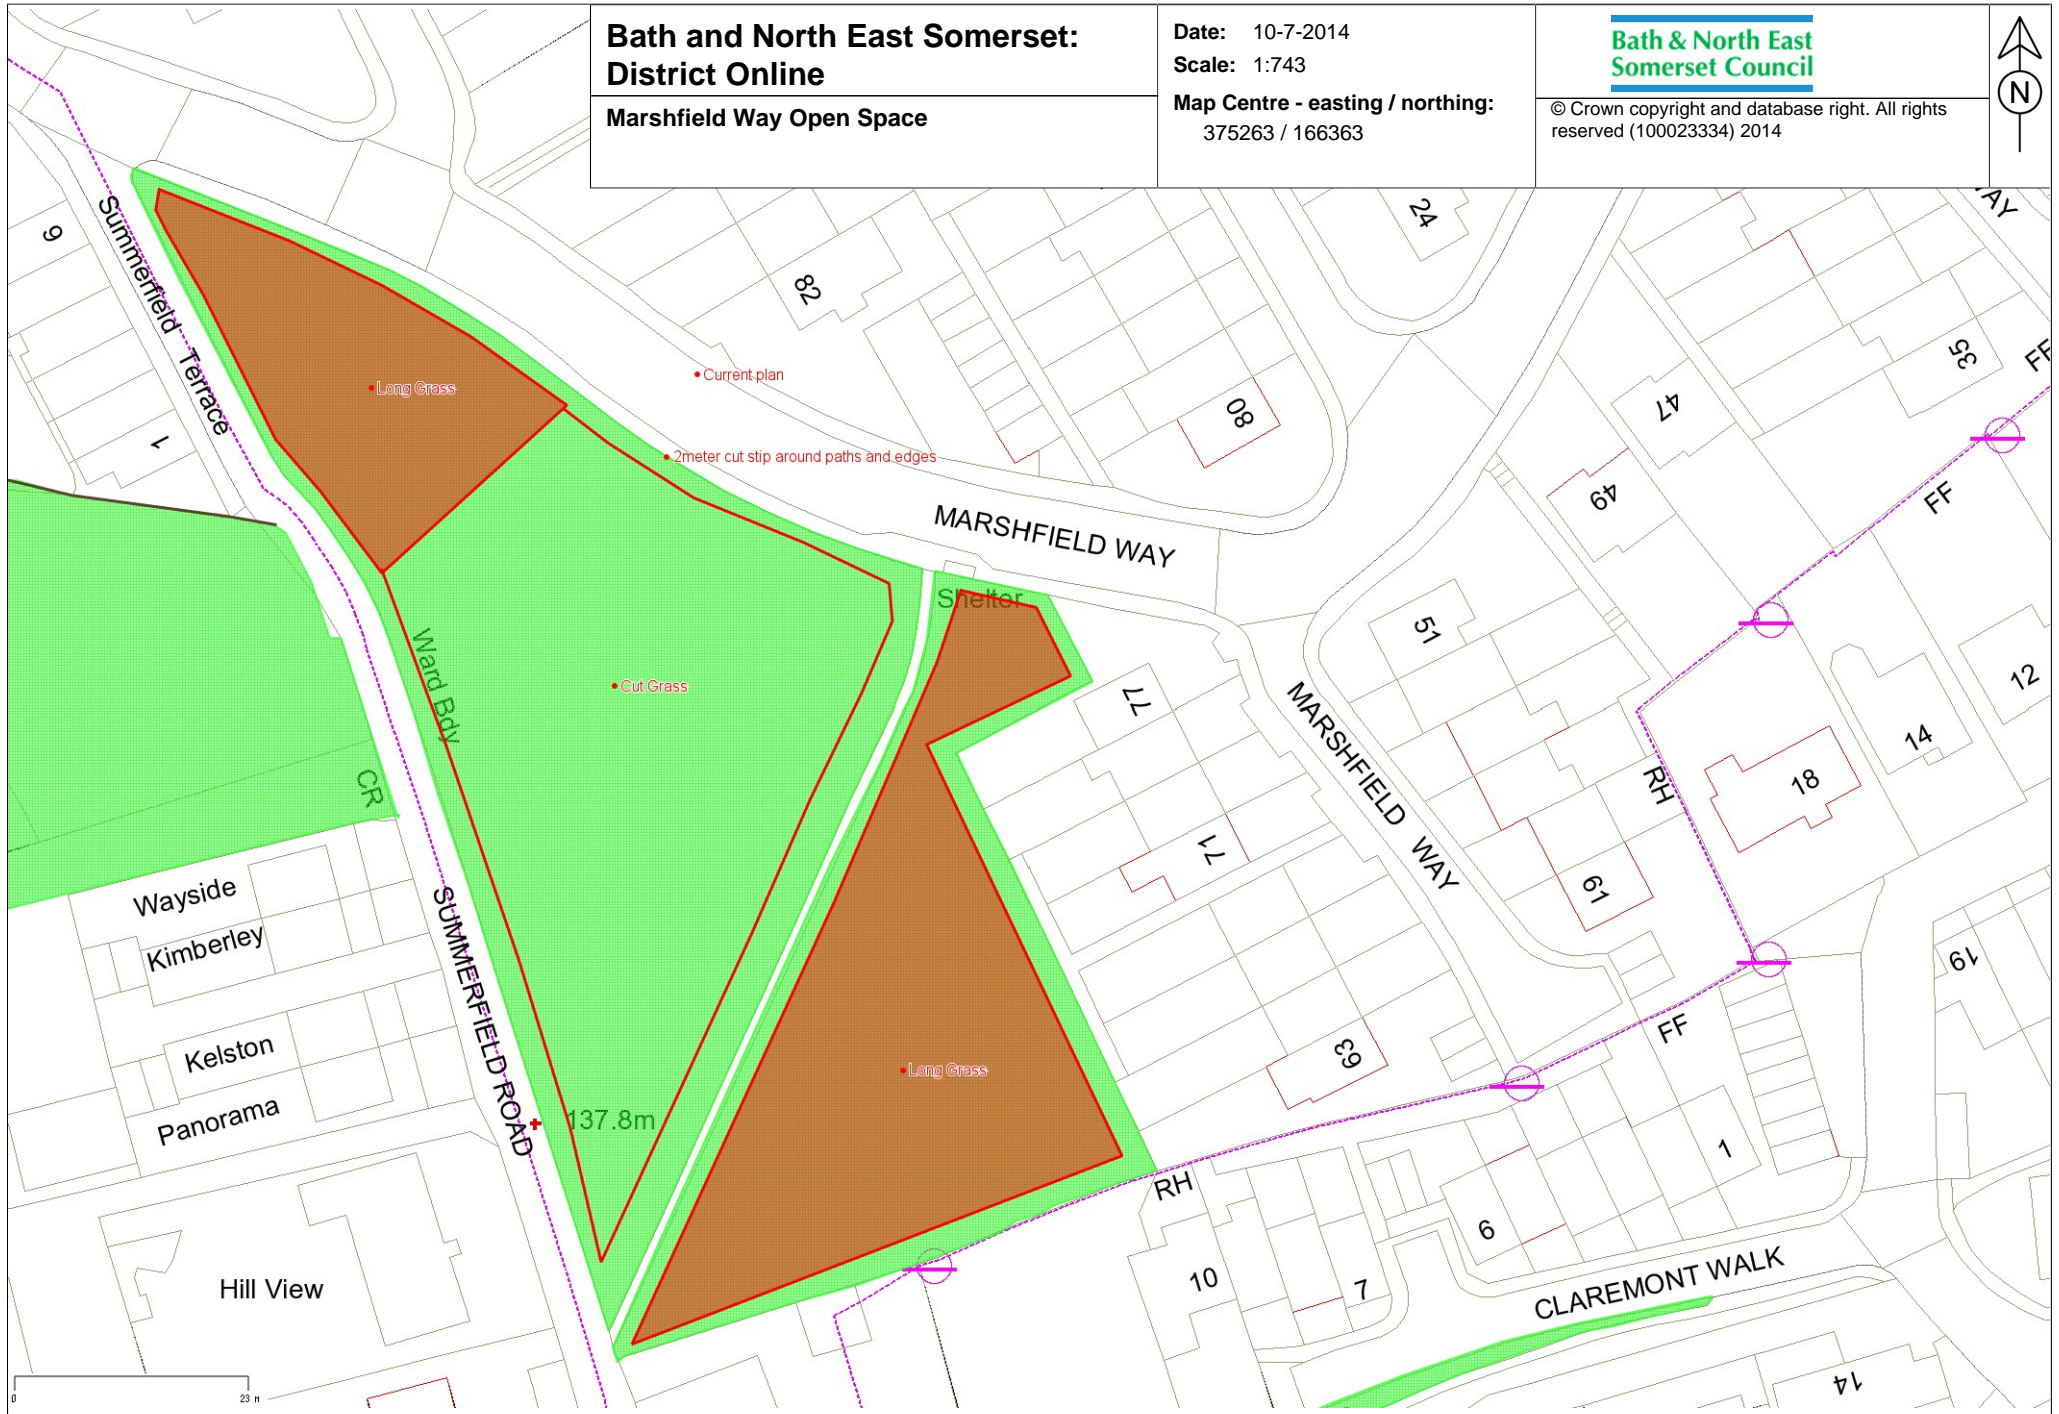 Bath and North East Somerset:
District Online
Marshfield Way Open Space
Date: 10-7-2014
Scale: 1:743
Map Centre - easting / northing:
375263 / 166363
Bath & North East
Somerset Council
© Crown copyright and database right. All rights
reserved (100023334) 2014
N
24
9
Summerfield Terrace
82
35
FF
Long Grass
Current plan
1
80
47
2meter cut stip around paths and edges
49
FF
MARSHFIELD WAY
Shelter
51
12
Ward Bdy
Cut Grass
77
14
CR
MARSHFIELD WAY
RH
18
71
61
Wayside
Kimberley
SUMMERFIELD ROAD
19
Kelston
63
FF
Long Grass
Panorama
137.8m
1
RH
6
Hill View
10
7
CLAREMONT WALK
14
0
23 M